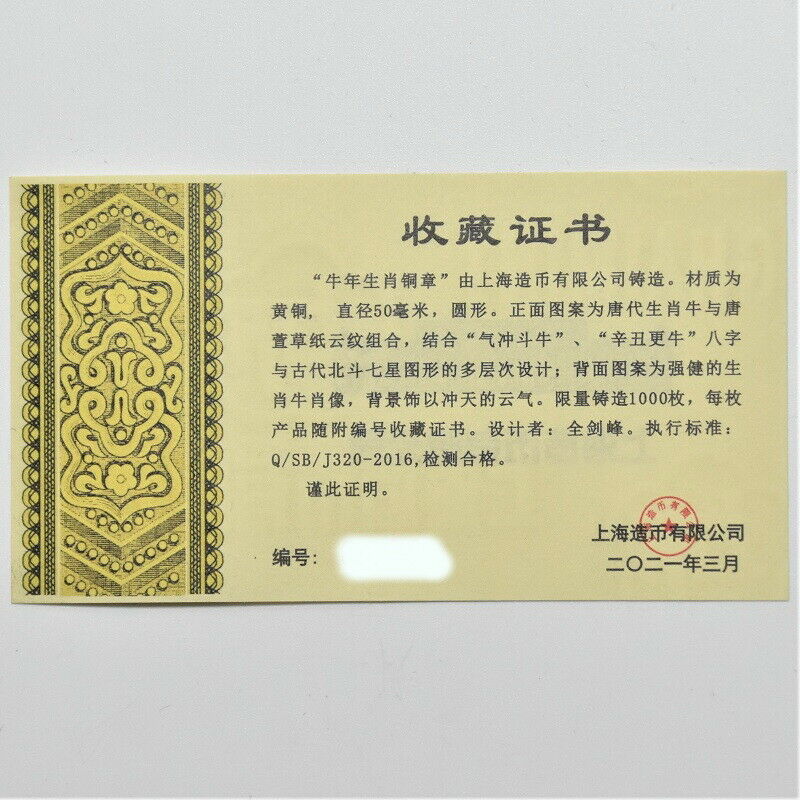 收藏证书
“牛年生肖铜章”由上海造币有限公司铸造。材质为
黄铜，直径50毫米，圆形。正面图案为唐代生肖牛与唐
萱草纸云纹组合，结合“气冲斗牛”、“辛丑更牛”八字
与古代北斗七星图形的多层次设计；背面图案为强健的生
肖牛肖像，背景饰以冲天的云气。限量铸造1000枚，每枚
产品随附编号收藏证书。设计者：全剑峰。执行标准：
Q/SB/J320-2016,检测合格。
谨此证明。
上海造币有限公司
编号：
二〇二一年三月